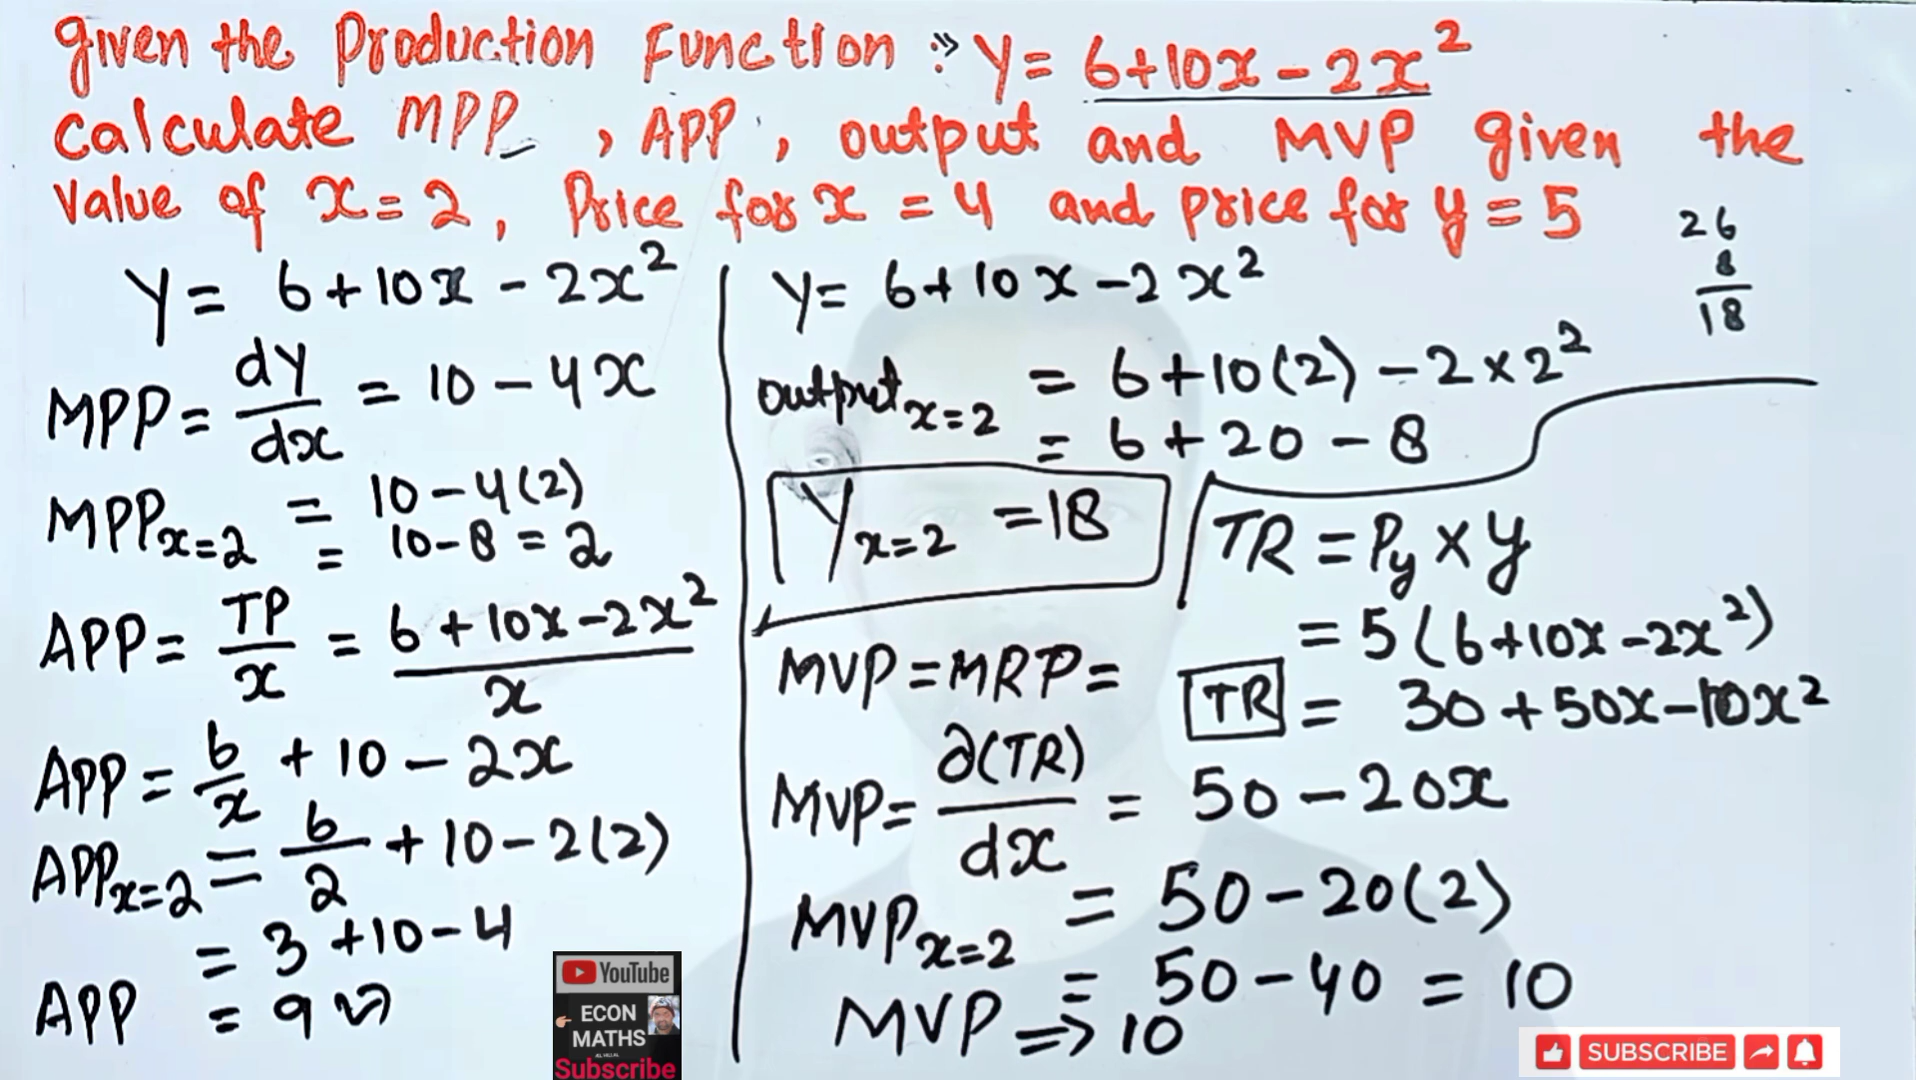 given the Production Function :- Y = 6+10x-2x²
Calculate MPP, APP, output and MVP given the
Value of x=2, Price for x = 4 and price for y = 5
Y = 6+10x-2x²
MPP = dy/dx = 10-4x
MPPx=2 = 10-4(2)
= 10-8 = 2
APP = TP/x = (6+10x-2x²)/x
APP = 6/x + 10 - 2x
APPx=2 = 6/2 + 10-2(2)
= 3+10-4
APP = 9
26
8
18
Y = 6+10x-2x²
outputx=2 = 6+10(2)-2×2²
= 6+20-8
Yx=2 = 18
TR = Py × y
= 5(6+10x-2x²)
TR = 30+50x-10x²
MVP = MRP =
MVP = ∂(TR)/dx = 50-20x
MVPx=2 = 50-20(2)
= 50-40 = 10
MVP => 10
YouTube
ECON
MATHS
Subscribe
SUBSCRIBE